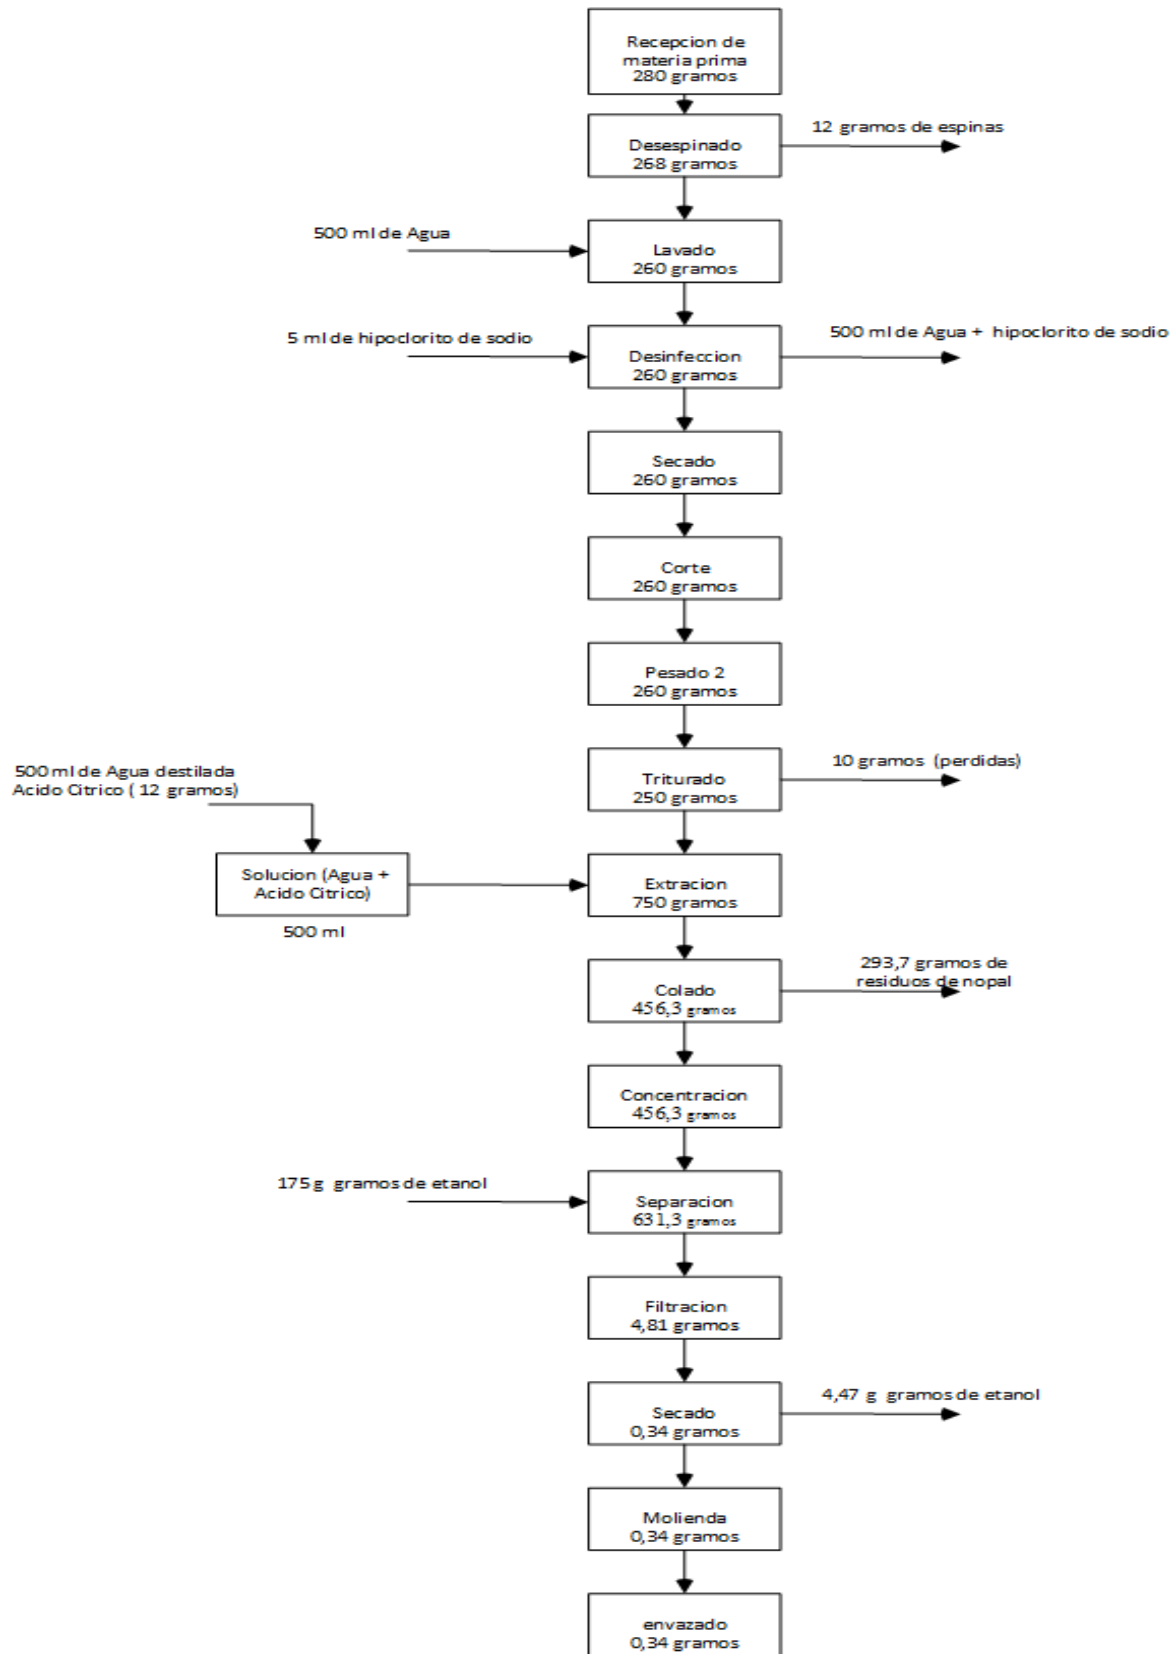 Recepcion de
materia prima
280 gramos
Desespinado
268 gramos
12 gramos de espinas
500 ml de Agua
Lavado
260 gramos
5 ml de hipoclorito de sodio
Desinfeccion
260 gramos
500 ml de Agua + hipoclorito de sodio
Secado
260 gramos
Corte
260 gramos
Pesado 2
260 gramos
Triturado
250 gramos
10 gramos (perdidas)
500 ml de Agua destilada
Acido Citrico ( 12 gramos)
Solucion (Agua +
Acido Citrico)
500 ml
Extracion
750 gramos
Colado
456,3 gramos
293,7 gramos de
residuos de nopal
Concentracion
456,3 gramos
175 g gramos de etanol
Separacion
631,3 gramos
Filtracion
4,81 gramos
Secado
0,34 gramos
4,47 g gramos de etanol
Molienda
0,34 gramos
envazado
0,34 gramos